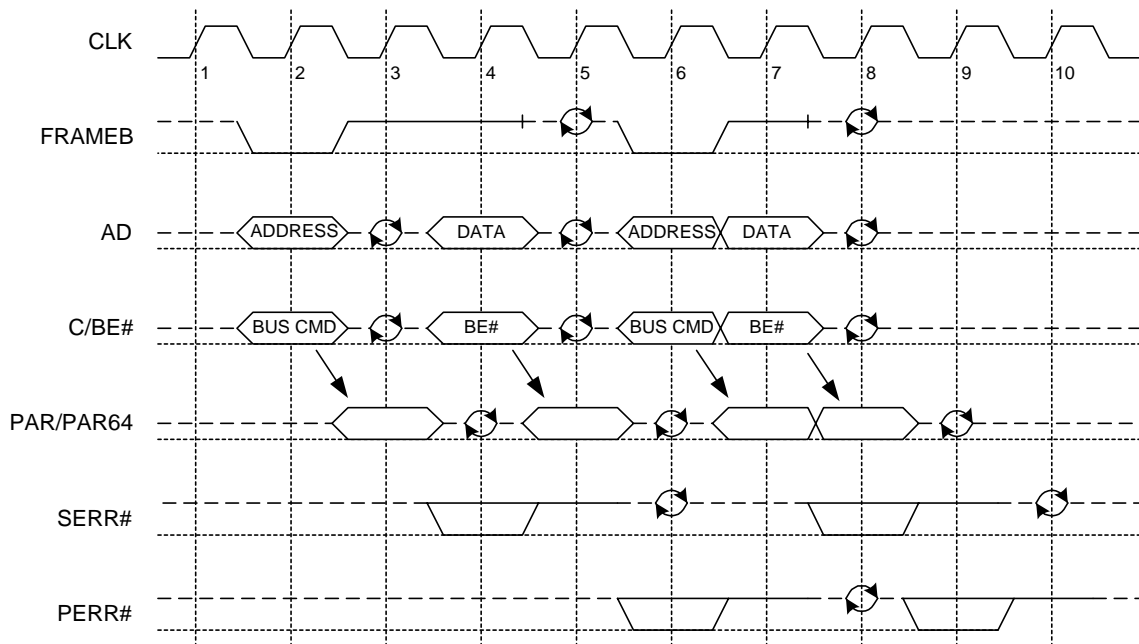 CLK
1 2 3 4 5 6 7 8 9 10
FRAMEB
AD
ADDRESS DATA ADDRESS DATA
C/BE#
BUS CMD BE# BUS CMD BE#
PAR/PAR64
SERR#
PERR#